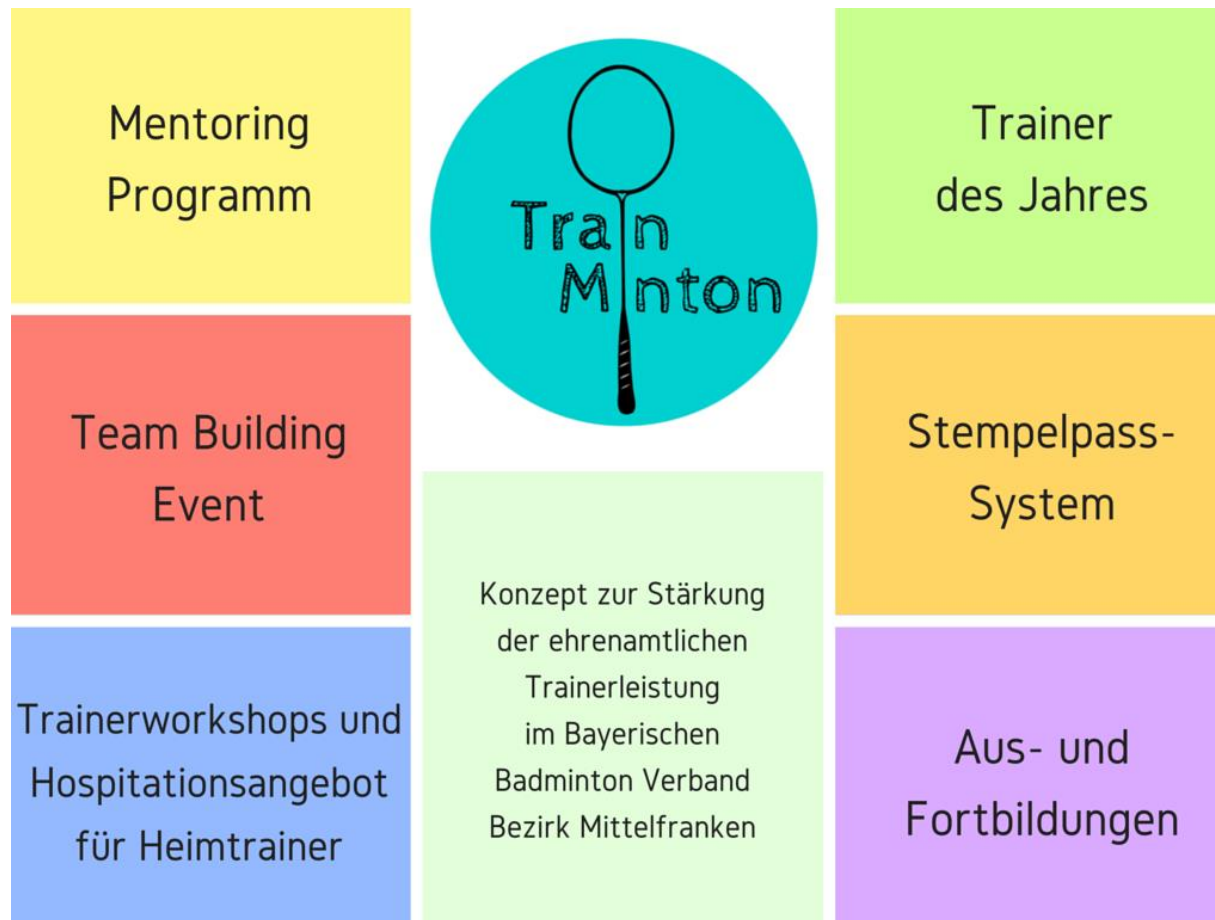 Mentoring
Programm
Train
Minton
Trainer
des Jahres
Team Building
Event
Stempelpass-
System
Konzept zur Stärkung
der ehrenamtlichen
Trainerleistung
im Bayerischen
Badminton Verband
Bezirk Mittelfranken
Trainerworkshops und
Hospitationsangebot
für Heimtrainer
Aus- und
Fortbildungen